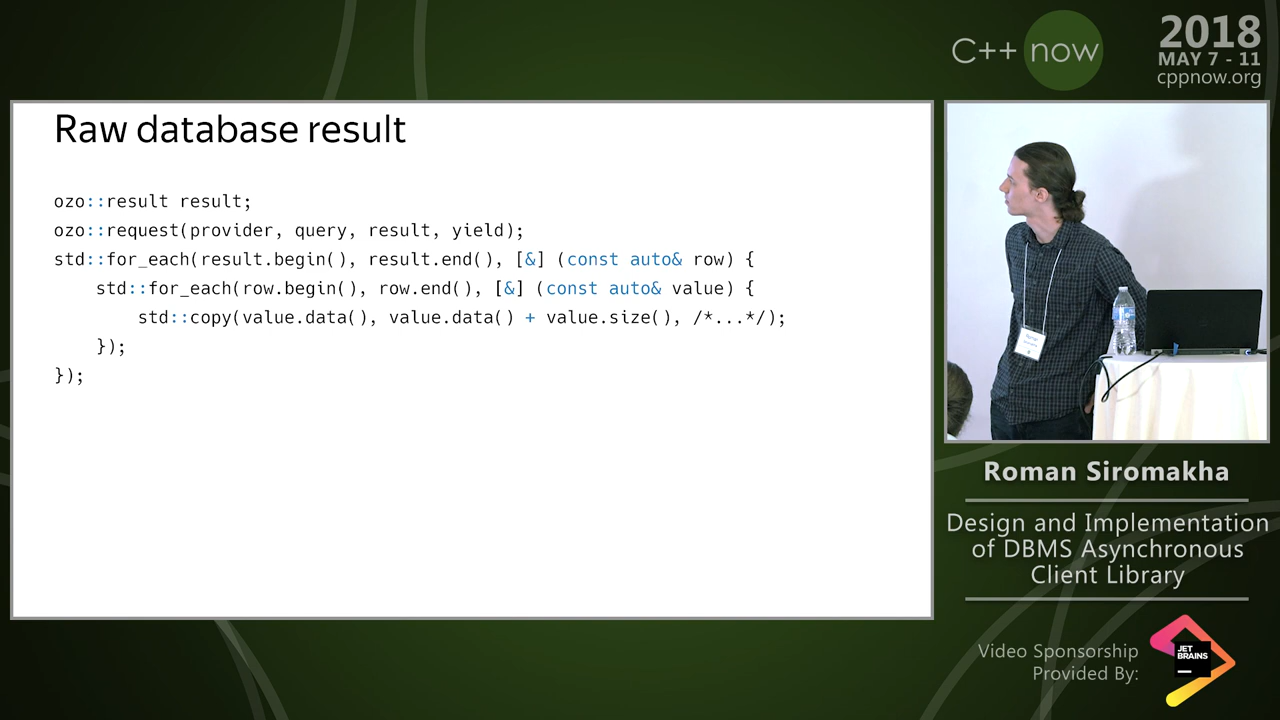 C++ now
2018
MAY 7 - 11
cppnow.org
Raw database result
ozo::result result;
ozo::request(provider, query, result, yield);
std::for_each(result.begin(), result.end(), [&] (const auto& row) {
    std::for_each(row.begin(), row.end(), [&] (const auto& value) {
        std::copy(value.data(), value.data() + value.size(), /*...*/);
    });
});
Roman Siromakha
Design and Implementation
of DBMS Asynchronous
Client Library
Video Sponsorship
Provided By:
JET
BRAINS